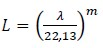 L = (λ / 22,13)^m